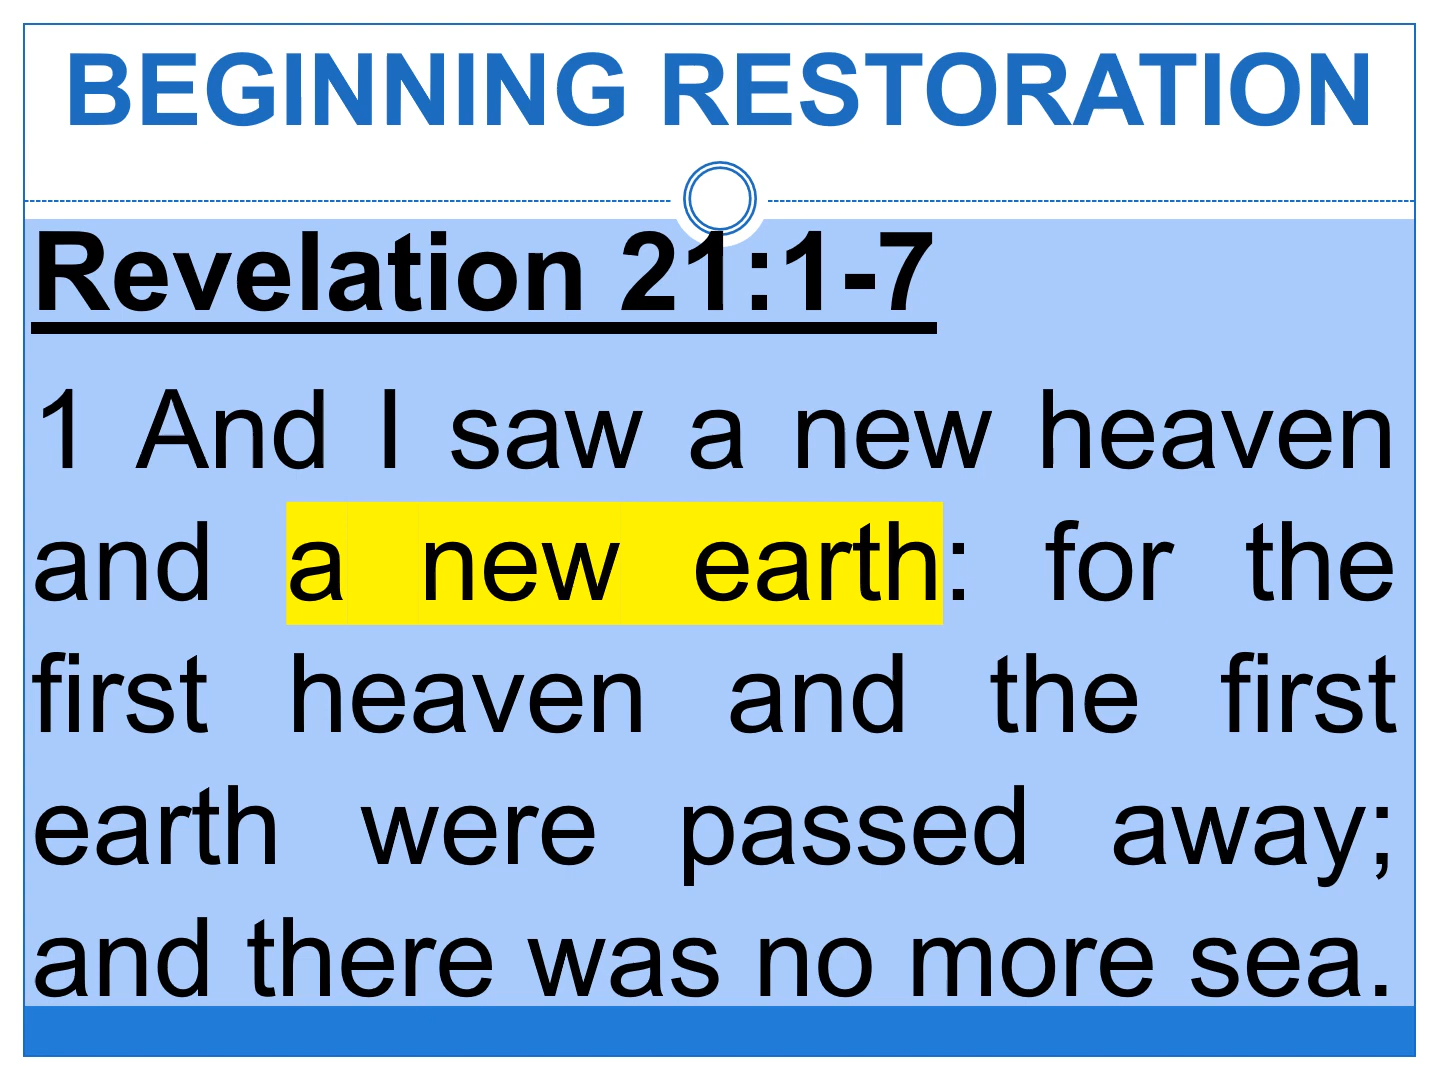 BEGINNING RESTORATION
Revelation 21:1-7
1 And I saw a new heaven
and a new earth: for the
first heaven and the first
earth were passed away;
and there was no more sea.